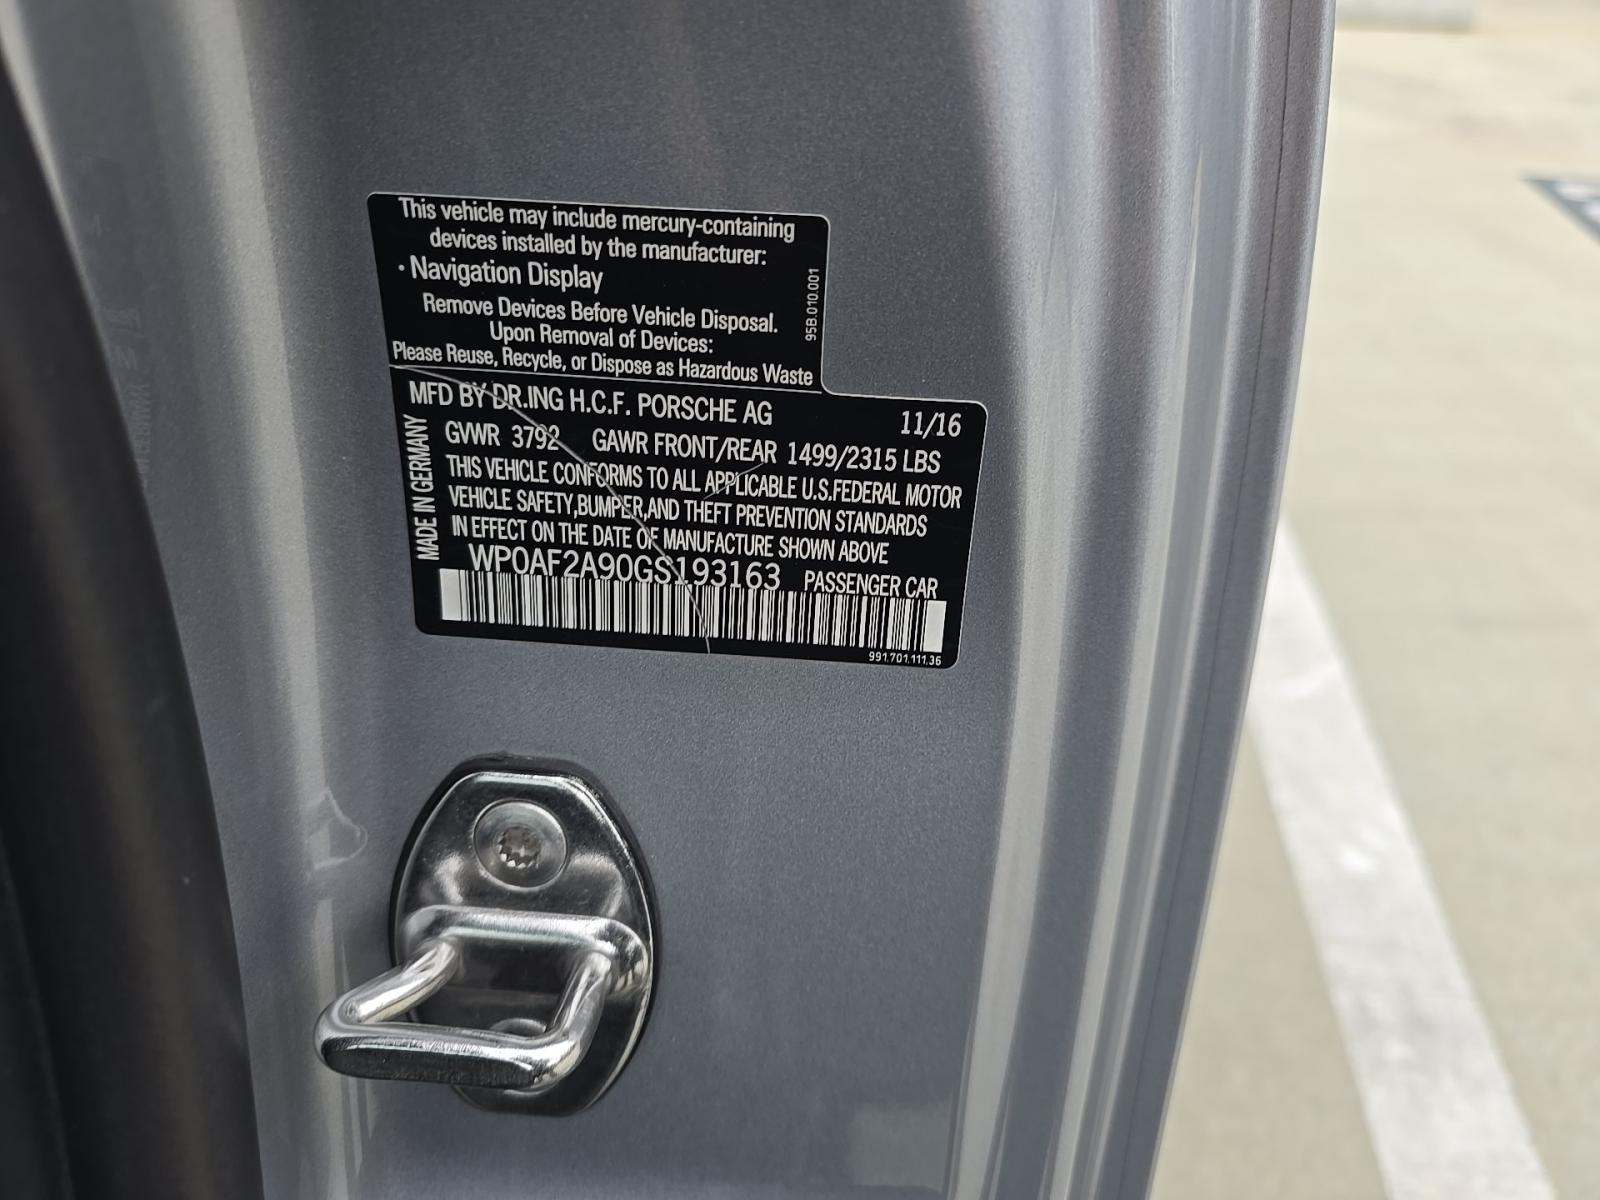 This vehicle may include mercury-containing
devices installed by the manufacturer:
· Navigation Display
Remove Devices Before Vehicle Disposal.
Upon Removal of Devices:
Please Reuse, Recycle, or Dispose as Hazardous Waste
95B.010.001
MFD BY DR.ING H.C.F. PORSCHE AG 11/16
GVWR 3792 GAWR FRONT/REAR 1499/2315 LBS
THIS VEHICLE CONFORMS TO ALL APPLICABLE U.S.FEDERAL MOTOR
VEHICLE SAFETY,BUMPER,AND THEFT PREVENTION STANDARDS
IN EFFECT ON THE DATE OF MANUFACTURE SHOWN ABOVE
MADE IN GERMANY
WP0AF2A90GS193163 PASSENGER CAR
991.701.111.36